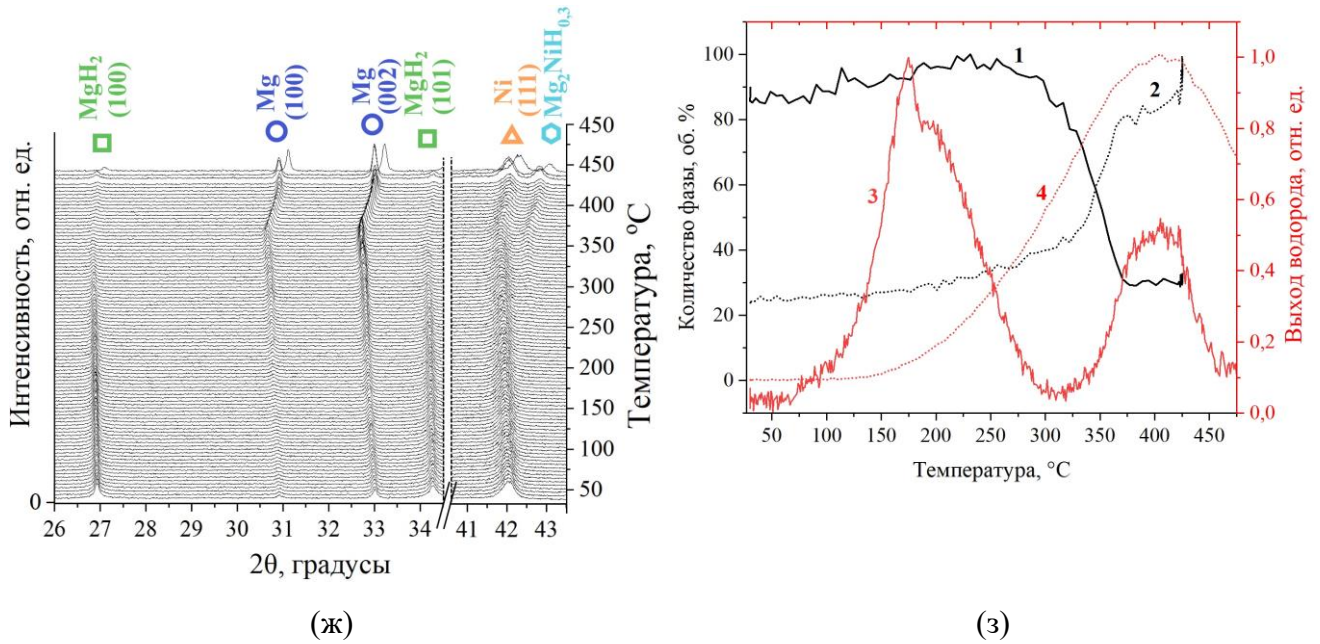 MgH₂
(100)
Mg
(100)
Mg
(002)
MgH₂
(101)
Ni
(111)
Mg₂NiH₀,₃
Интенсивность, отн. ед.
0
26 27 28 29 30 31 32 33 34 41 42 43
2θ, градусы
450
450
400
350
300
250
200
150
100
50
Температура, °C
(ж)
Количество фазы, об. %
100
80
60
40
20
0
1
2
3
4
50 100 150 200 250 300 350 400 450
Температура, °C
1,0
0,8
0,6
0,4
0,2
0,0
Выход водорода, отн. ед.
(з)